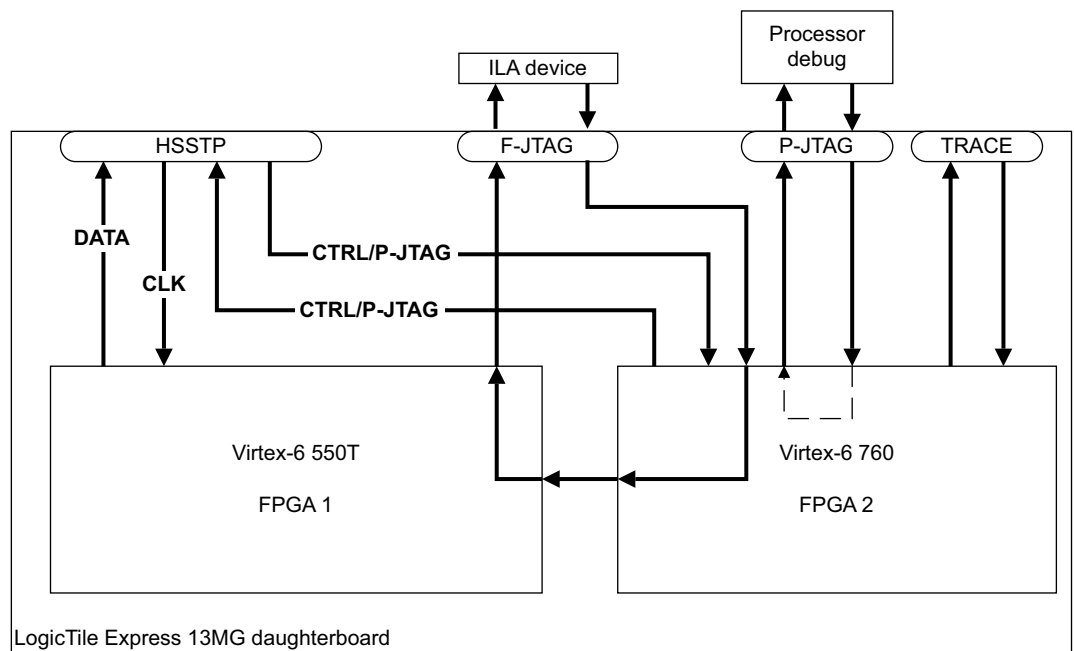 Processor
debug
ILA device
HSSTP
F-JTAG
P-JTAG
TRACE
DATA
CTRL/P-JTAG
CLK
CTRL/P-JTAG
Virtex-6 550T
FPGA 1
Virtex-6 760
FPGA 2
LogicTile Express 13MG daughterboard